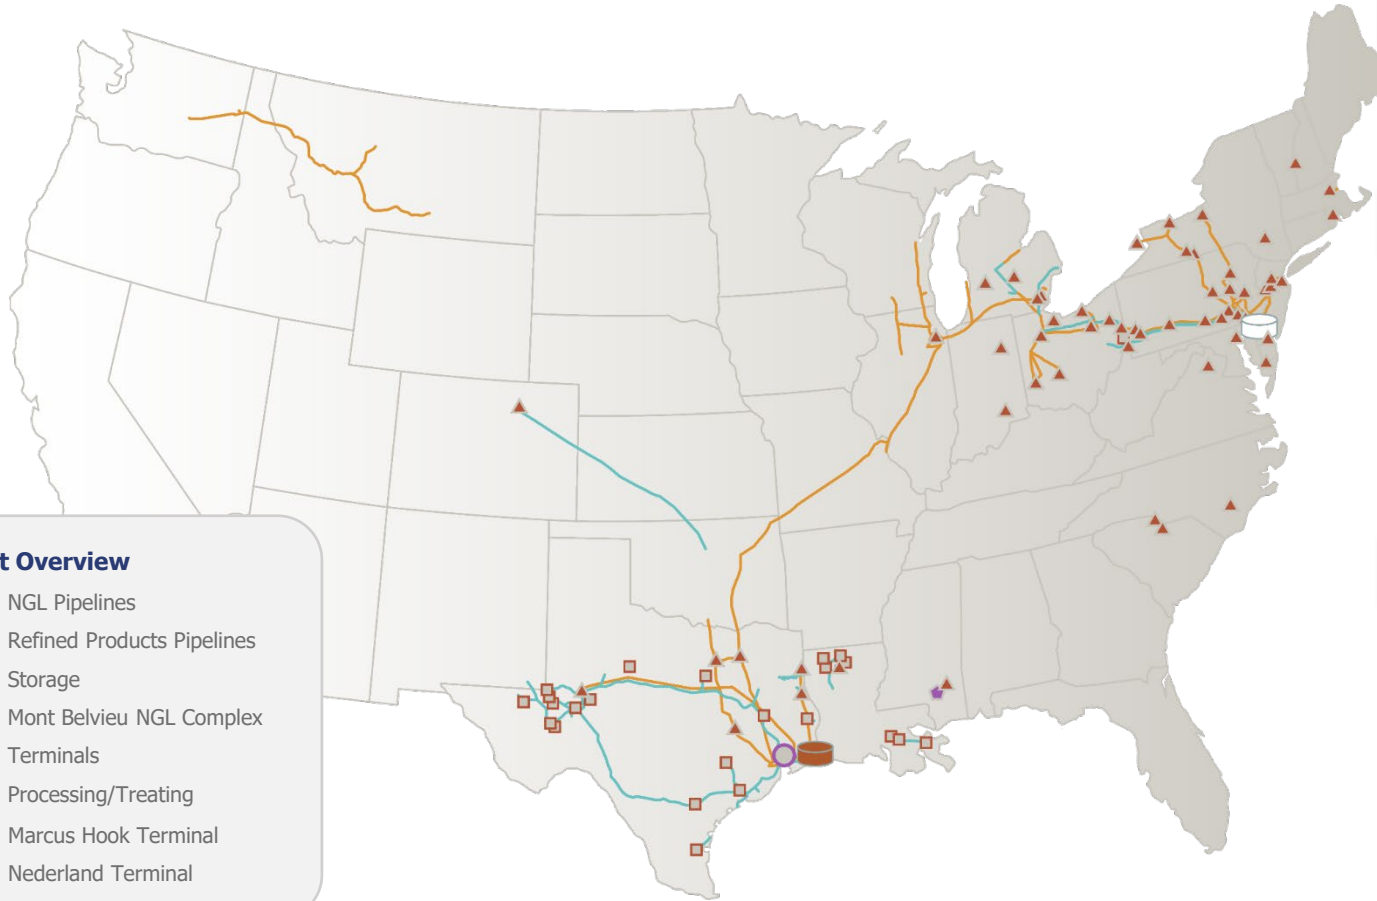 t Overview
NGL Pipelines
Refined Products Pipelines
Storage
Mont Belvieu NGL Complex
Terminals
Processing/Treating
Marcus Hook Terminal
Nederland Terminal